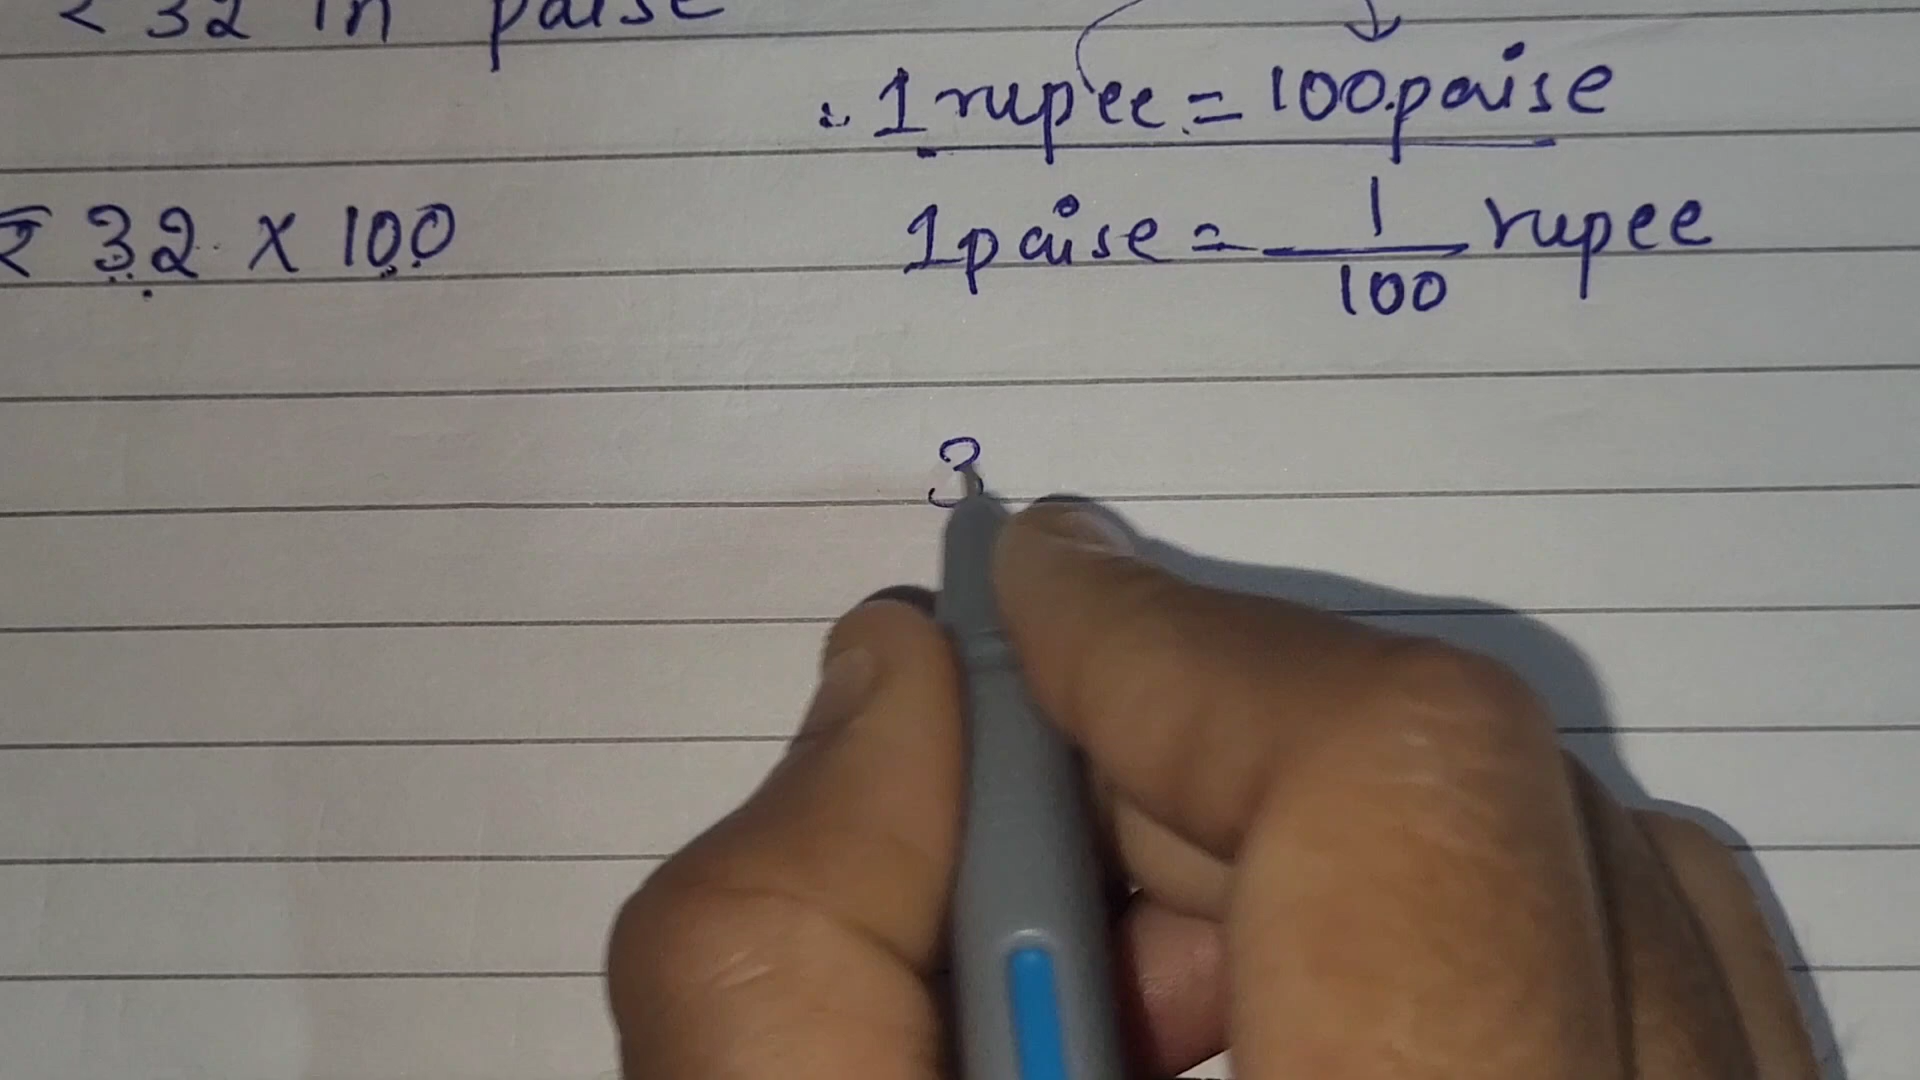 ₹ 32 in paise
∴ 1 rupee = 100 paise
₹ 32 × 100
1 paise = 1/100 rupee
3